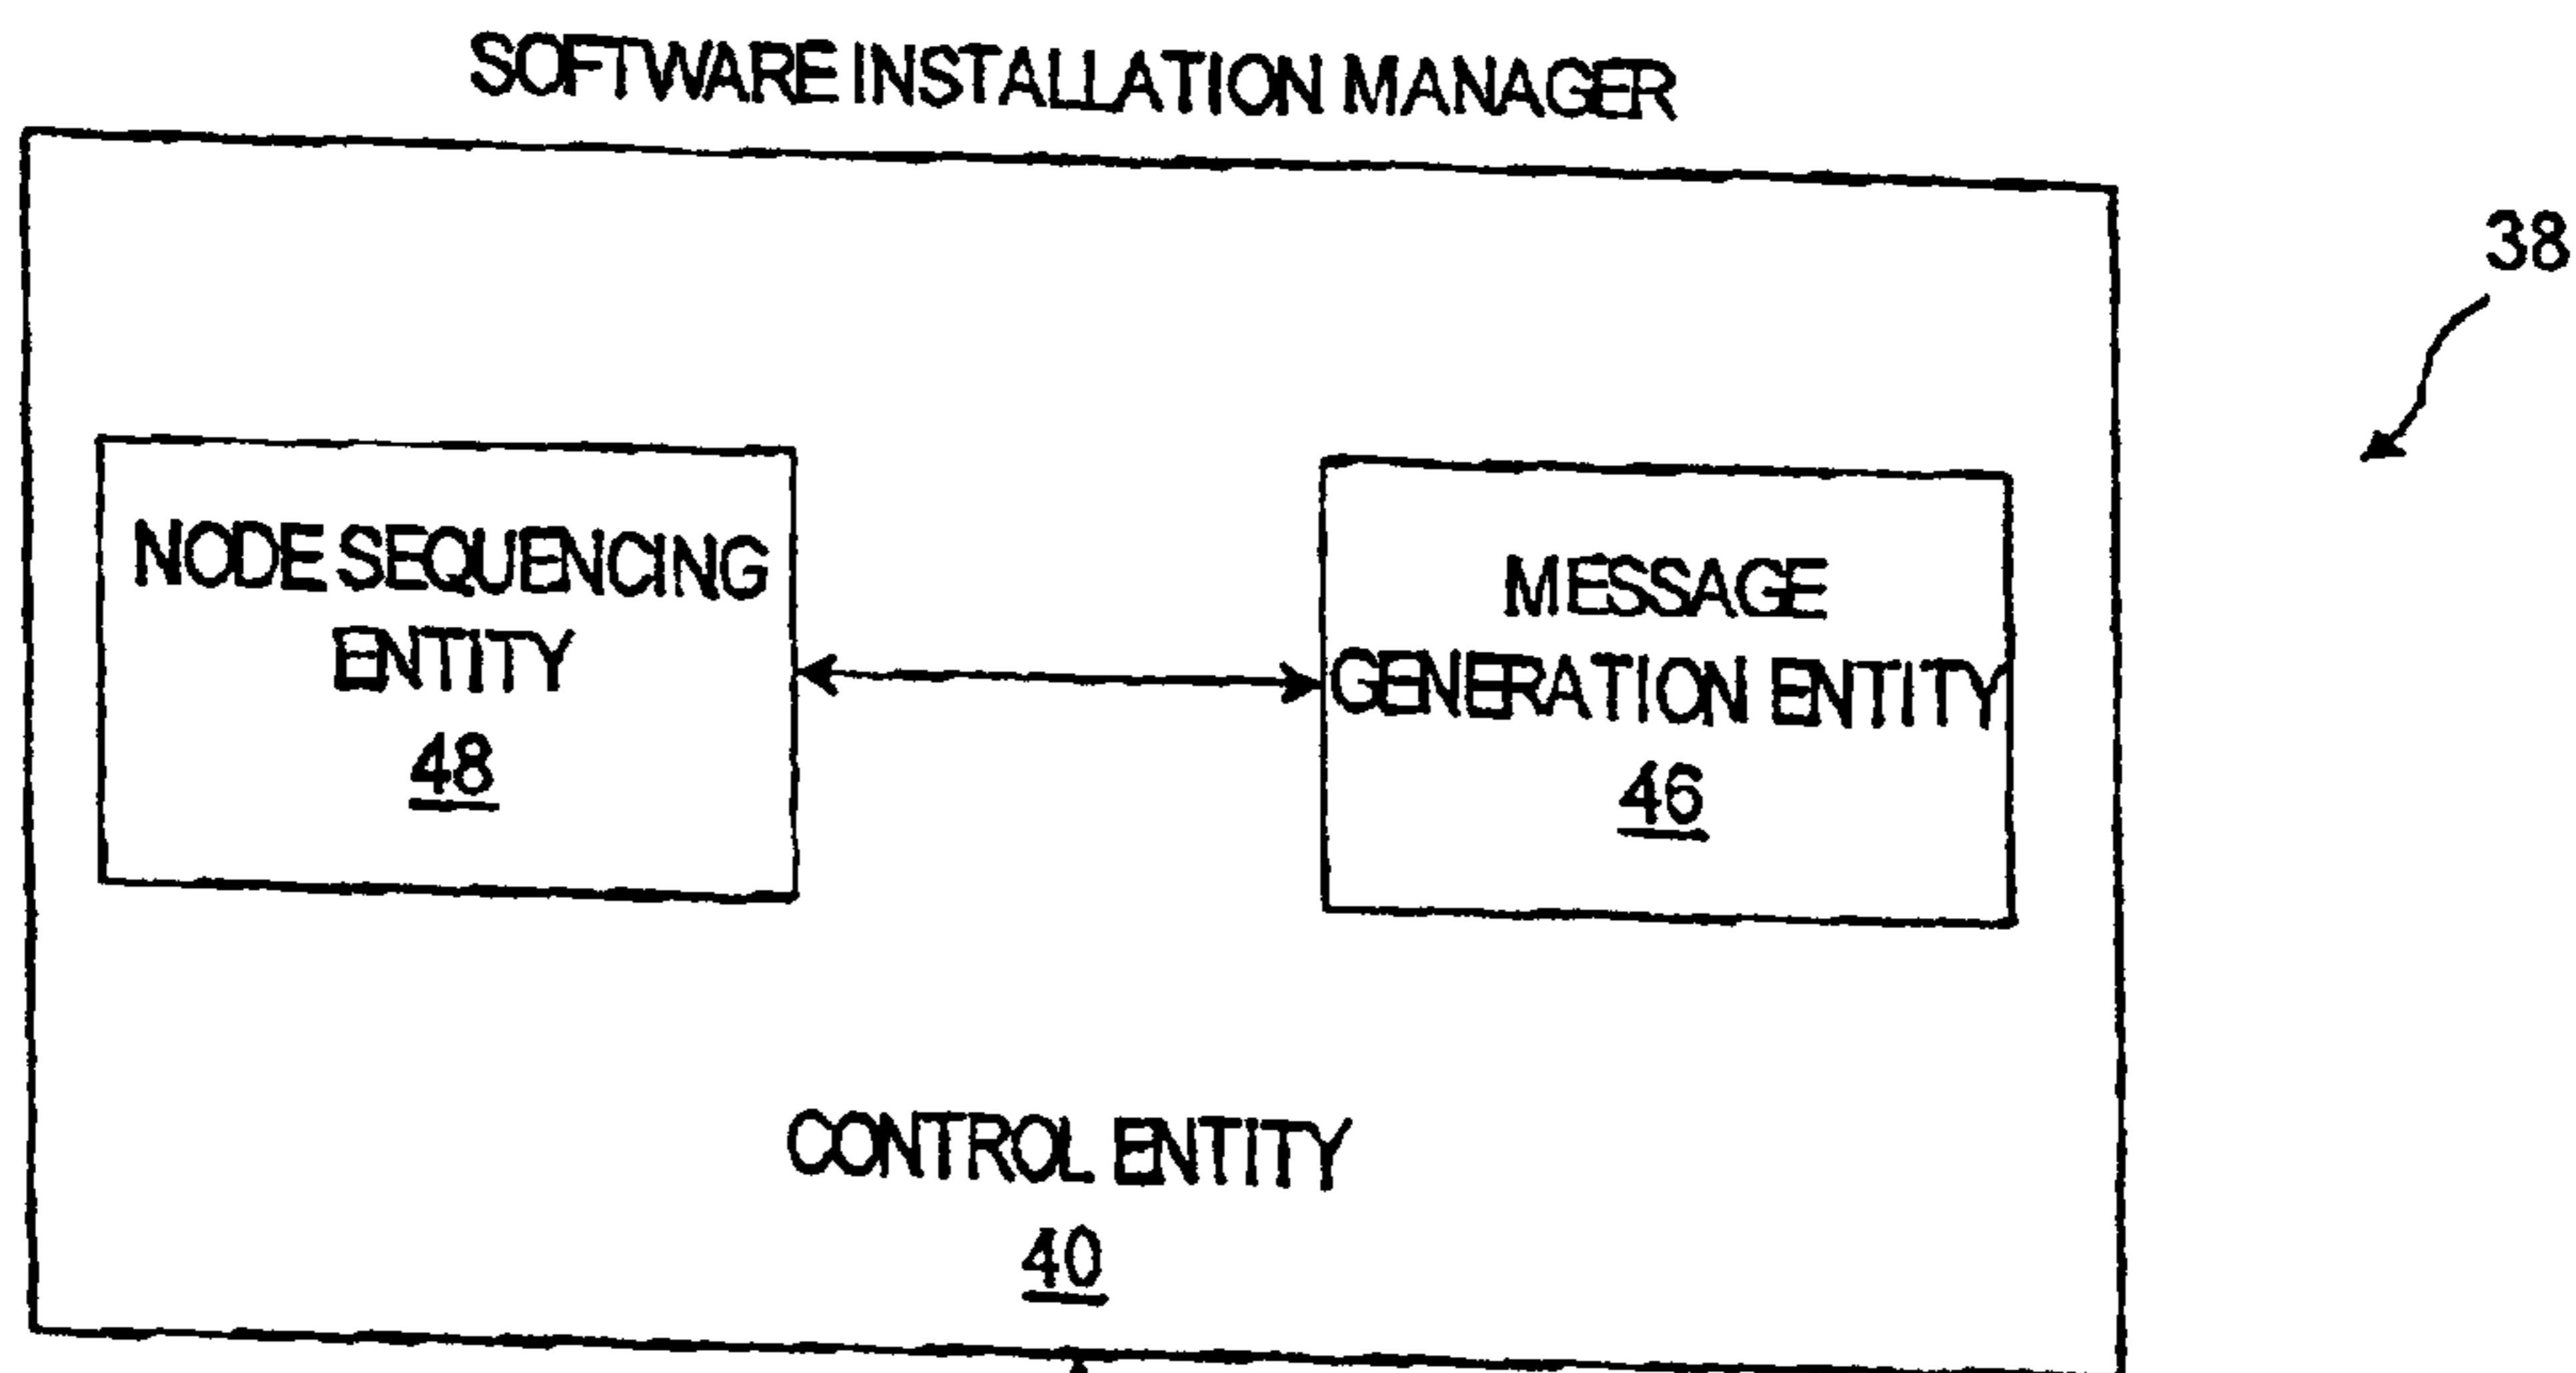 SOFTWARE INSTALLATION MANAGER
38
NODE SEQUENCING
ENTITY
48
MESSAGE
GENERATION ENTITY
46
CONTROL ENTITY
40